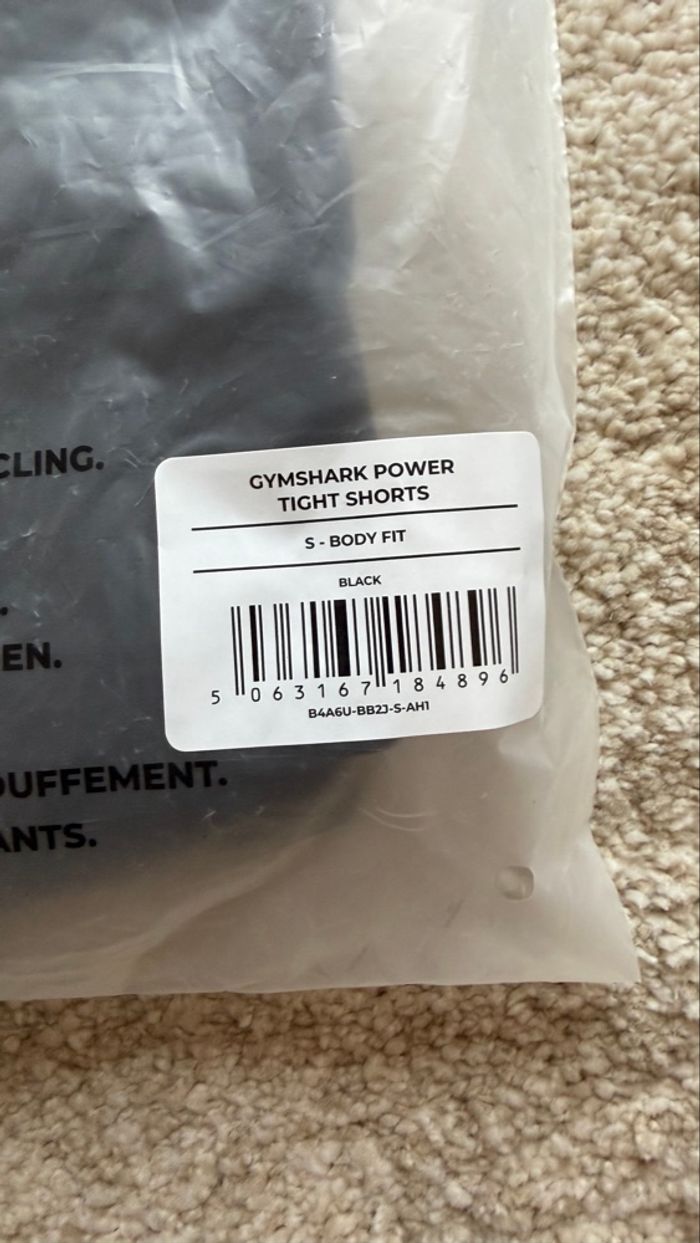 CLING.
GYMSHARK POWER
TIGHT SHORTS
S - BODY FIT
BLACK
5 063167 184896
B4A6U-BB2J-S-AH1
.
EN.
OUFFEMENT.
ANTS.